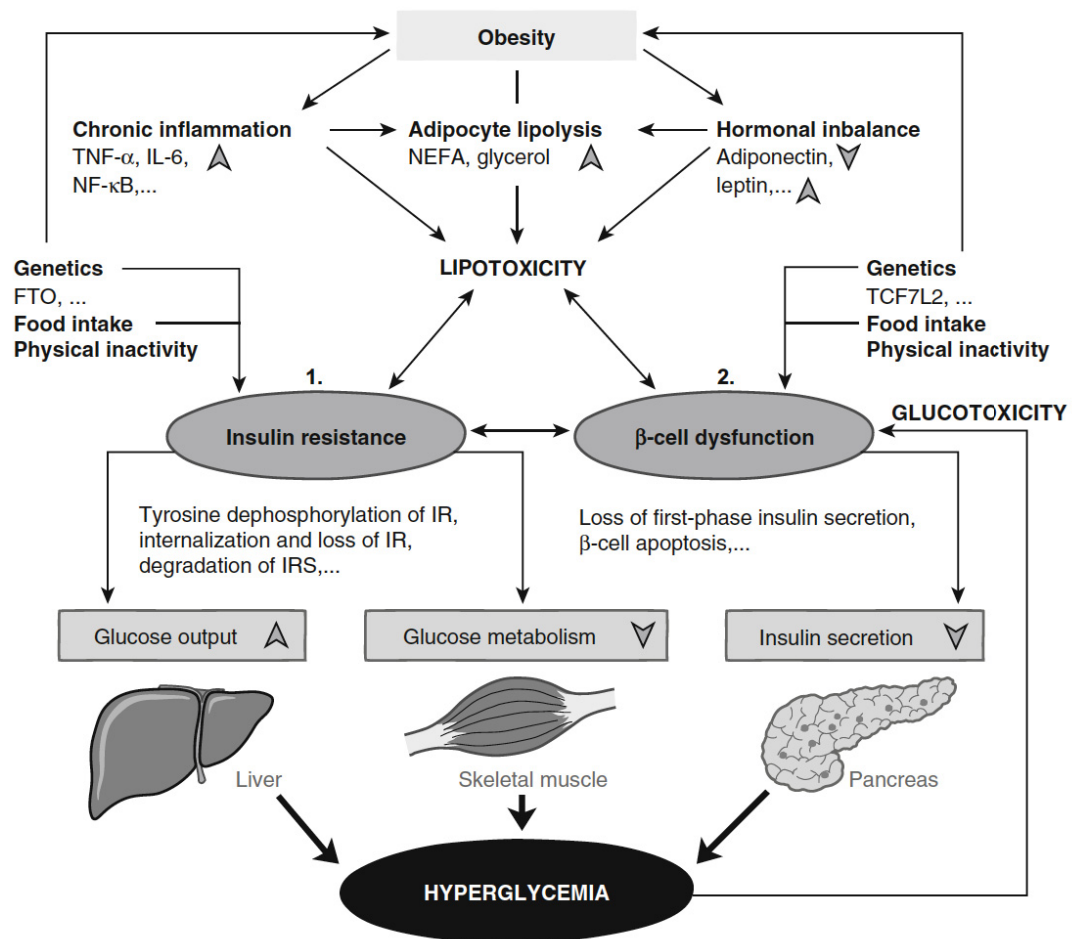 Obesity
Chronic inflammation
TNF-α, IL-6,
NF-κB,...
Adipocyte lipolysis
NEFA, glycerol
Hormonal inbalance
Adiponectin,
leptin,...
LIPOTOXICITY
Genetics
FTO, ...
Food intake
Physical inactivity
Genetics
TCF7L2, ...
Food intake
Physical inactivity
1.
Insulin resistance
2.
β-cell dysfunction
GLUCOTOXICITY
Tyrosine dephosphorylation of IR,
internalization and loss of IR,
degradation of IRS,...
Loss of first-phase insulin secretion,
β-cell apoptosis,...
Glucose output
Glucose metabolism
Insulin secretion
Liver
Skeletal muscle
Pancreas
HYPERGLYCEMIA